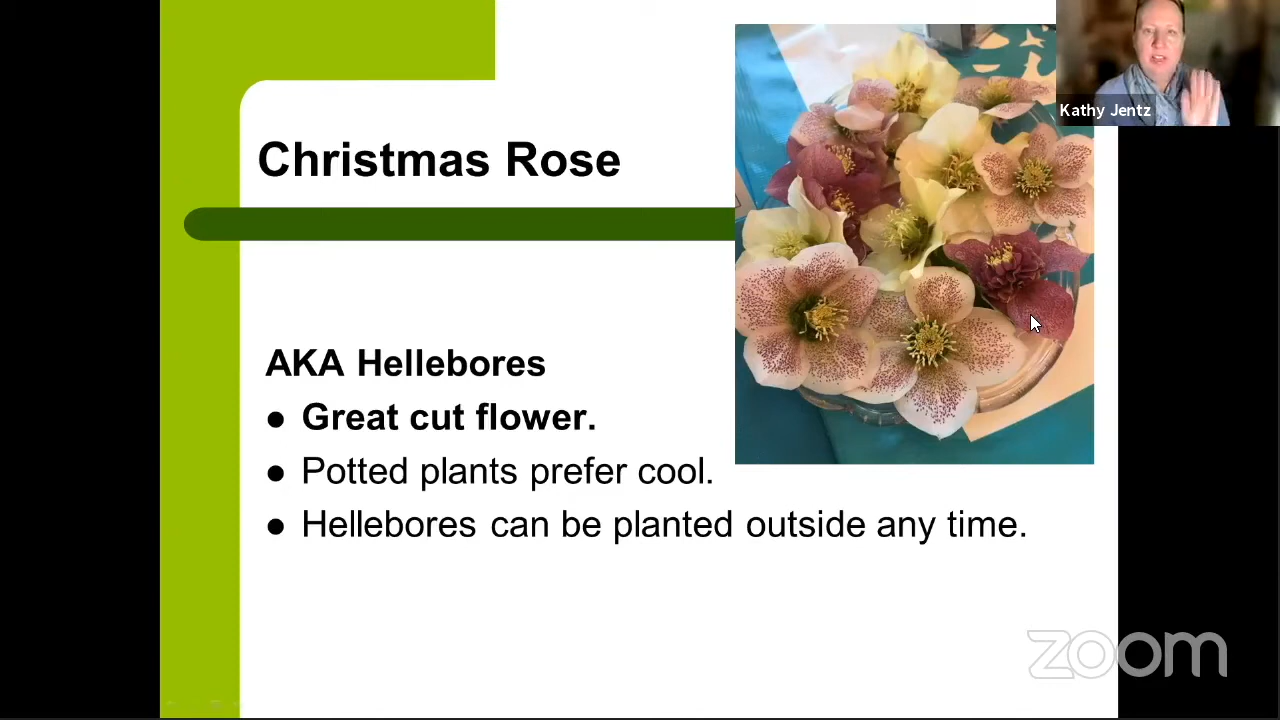 Christmas Rose
AKA Hellebores
● Great cut flower.
● Potted plants prefer cool.
● Hellebores can be planted outside any time.
Kathy Jentz
zoom